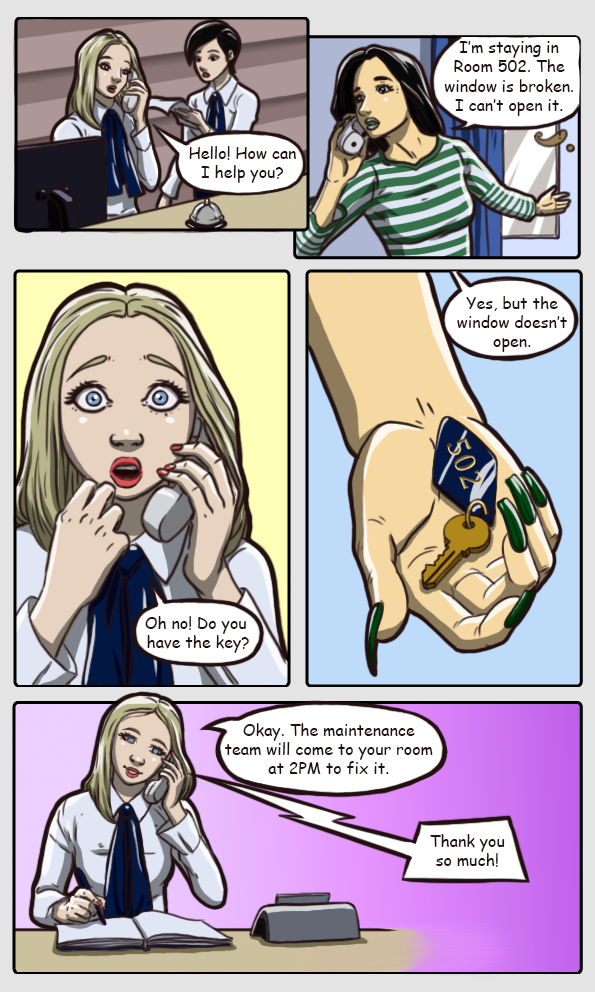 Hello! How can
I help you?
I'm staying in
Room 502. The
window is broken.
I can't open it.
Oh no! Do you
have the key?
Yes, but the
window doesn't
open.
502
Okay. The maintenance
team will come to your room
at 2PM to fix it.
Thank you
so much!